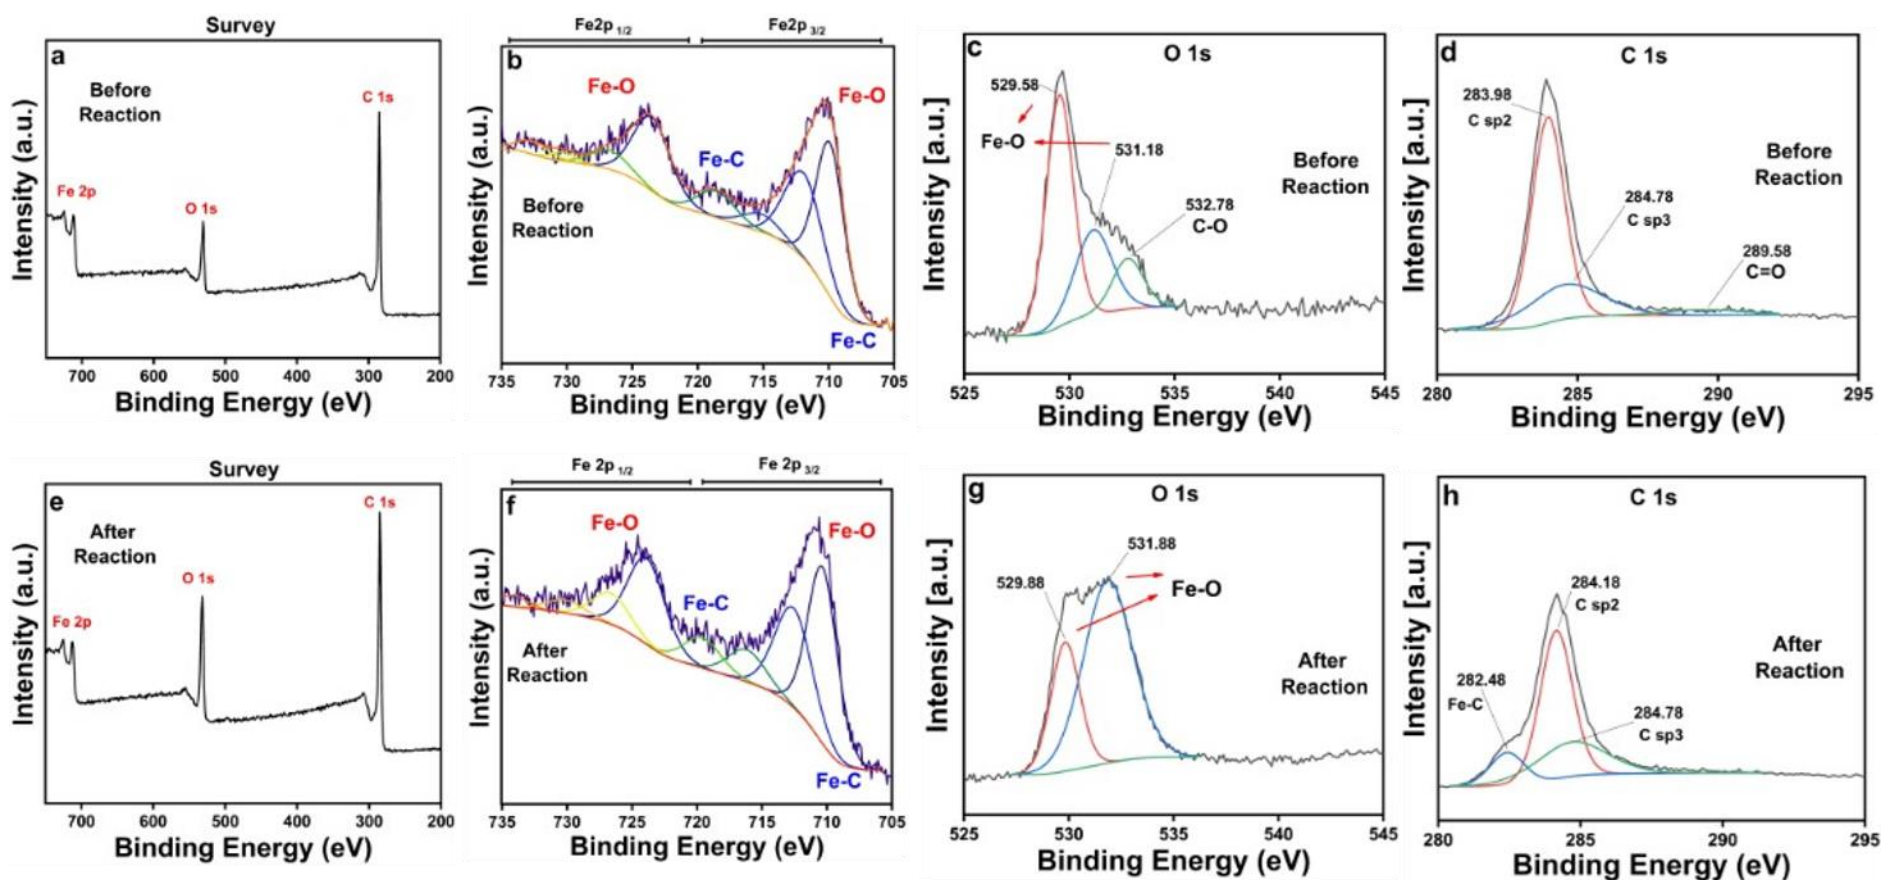 Survey
a
Before
Reaction
C 1s
Fe 2p
O 1s
Intensity (a.u.)
700 600 500 400 300 200
Binding Energy (eV)
Fe2p 1/2 Fe2p 3/2
b
Fe-O
Fe-O
Fe-C
Before
Reaction
Fe-C
Intensity (a.u.)
735 730 725 720 715 710 705
Binding Energy (eV)
c
O 1s
529.58
Fe-O
531.18
532.78
C-O
Before
Reaction
Intensity [a.u.]
525 530 535 540 545
Binding Energy (eV)
d
C 1s
283.98
C sp2
284.78
C sp3
289.58
C=O
Before
Reaction
Intensity [a.u.]
280 285 290 295
Binding Energy (eV)
Survey
e
After
Reaction
C 1s
O 1s
Fe 2p
Intensity (a.u.)
700 600 500 400 300 200
Binding Energy (eV)
Fe 2p 1/2 Fe 2p 3/2
f
Fe-O
Fe-O
Fe-C
After
Reaction
Fe-C
Intensity (a.u.)
735 730 725 720 715 710 705
Binding Energy (eV)
g
O 1s
531.88
529.88
Fe-O
After
Reaction
Intensity [a.u.]
525 530 535 540 545
Binding Energy (eV)
h
C 1s
284.18
C sp2
282.48
Fe-C
284.78
C sp3
After
Reaction
Intensity [a.u.]
280 285 290 295
Binding Energy (eV)